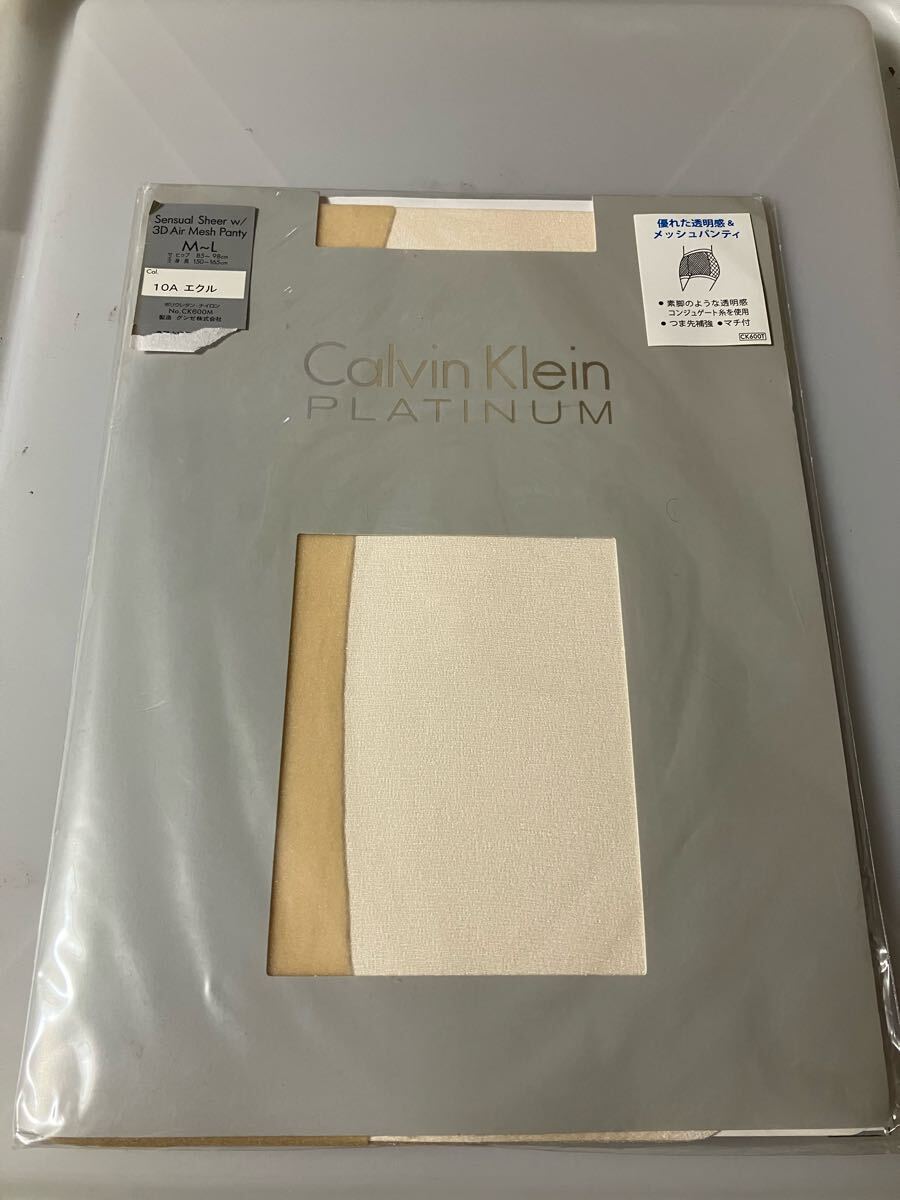 Sensual Sheer w/
3D Air Mesh Panty
M~L
ヒップ 85~98cm
身長 150~165cm
Col.
10A エクル
ポリウレタン ナイロン
No.CK600M
製造 グンゼ株式会社
優れた透明感&
メッシュパンティ
• 素脚のような透明感
コンジュゲート糸を使用
• つま先補強 •マチ付
CK600T
Calvin Klein
PLATINUM